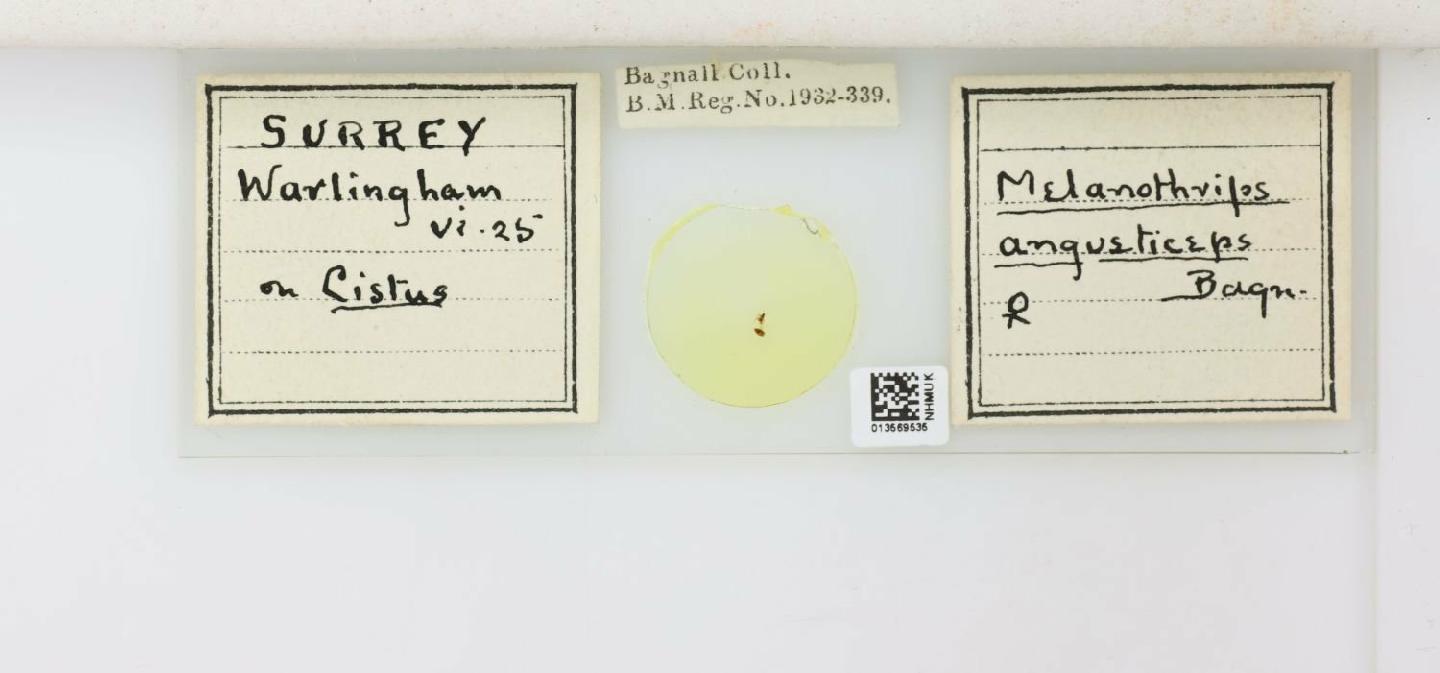 SURREY
Warlingham
vi.25
on Cistus
Bagnall Coll.
B.M.Reg.No.1932-339.
NHMUK
013569535
Melanothrips
angusticeps
Bagn.
♀